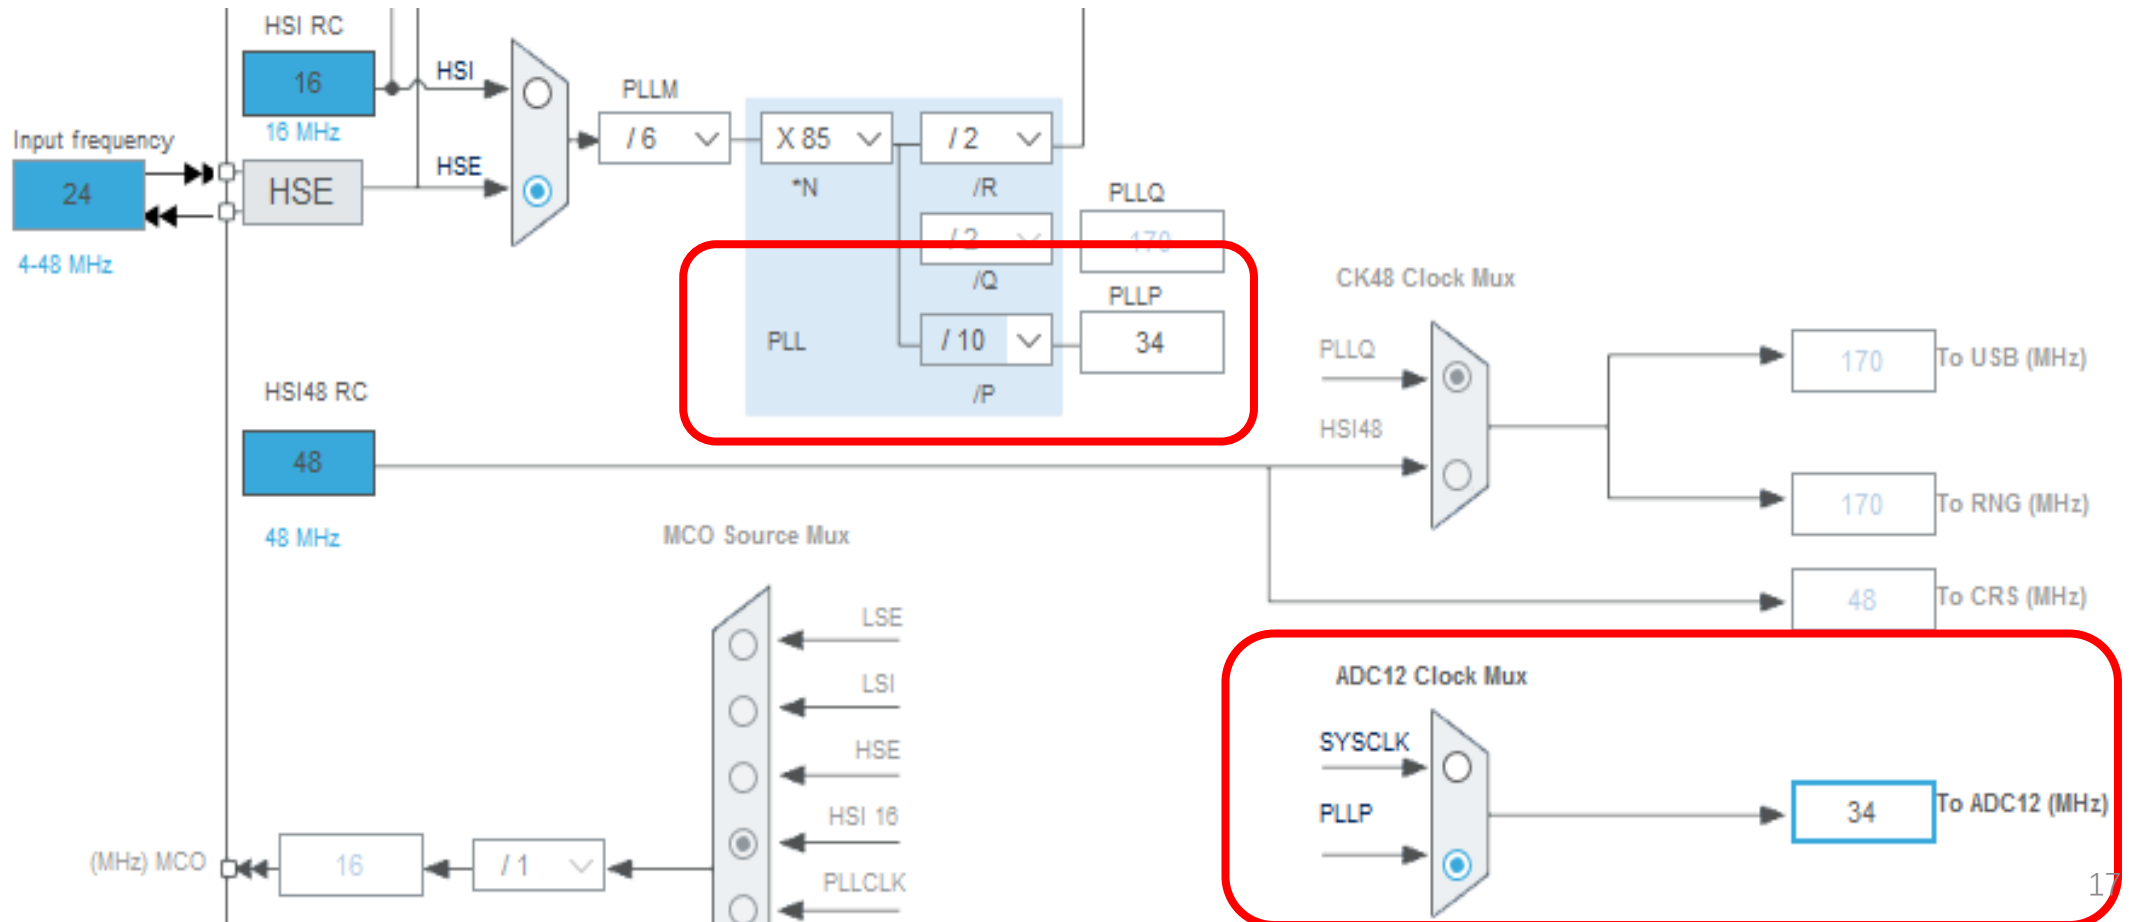 HSI RC
16
16 MHz
HSI
PLLM
/ 6
X 85
/ 2
*N
/R
Input frequency
24
4-48 MHz
HSE
HSE
PLLQ
/ 2
170
/Q
PLLP
PLL
/ 10
34
/P
CK48 Clock Mux
PLLQ
HSI48
170
To USB (MHz)
170
To RNG (MHz)
48
To CRS (MHz)
HSI48 RC
48
48 MHz
MCO Source Mux
LSE
LSI
HSE
HSI 16
PLLCLK
(MHz) MCO
16
/ 1
ADC12 Clock Mux
SYSCLK
PLLP
34
To ADC12 (MHz)
17